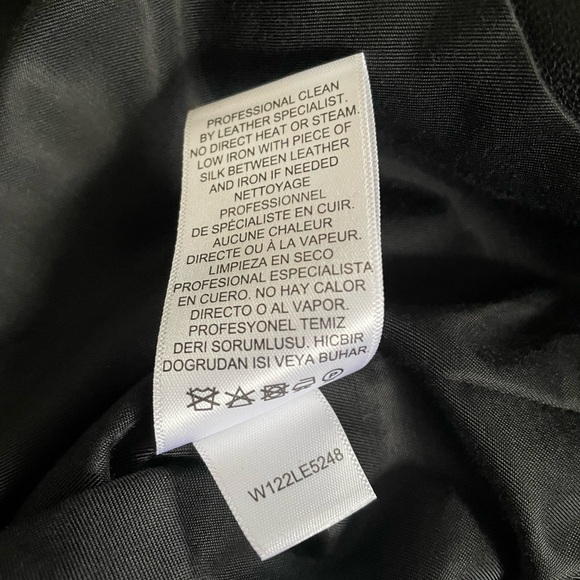 PROFESSIONAL CLEAN
BY LEATHER SPECIALIST.
NO DIRECT HEAT OR STEAM.
LOW IRON WITH PIECE OF
SILK BETWEEN LEATHER
AND IRON IF NEEDED
NETTOYAGE
PROFESSIONNEL
DE SPÉCIALISTE EN CUIR.
AUCUNE CHALEUR
DIRECTE OU À LA VAPEUR.
LIMPIEZA EN SECO
PROFESIONAL ESPECIALISTA
EN CUERO. NO HAY CALOR
DIRECTO O AL VAPOR.
PROFESYONEL TEMIZ
DERI SORUMLUSU. HICBIR
DOGRUDAN ISI VEYA BUHAR.
P
W122LE5248